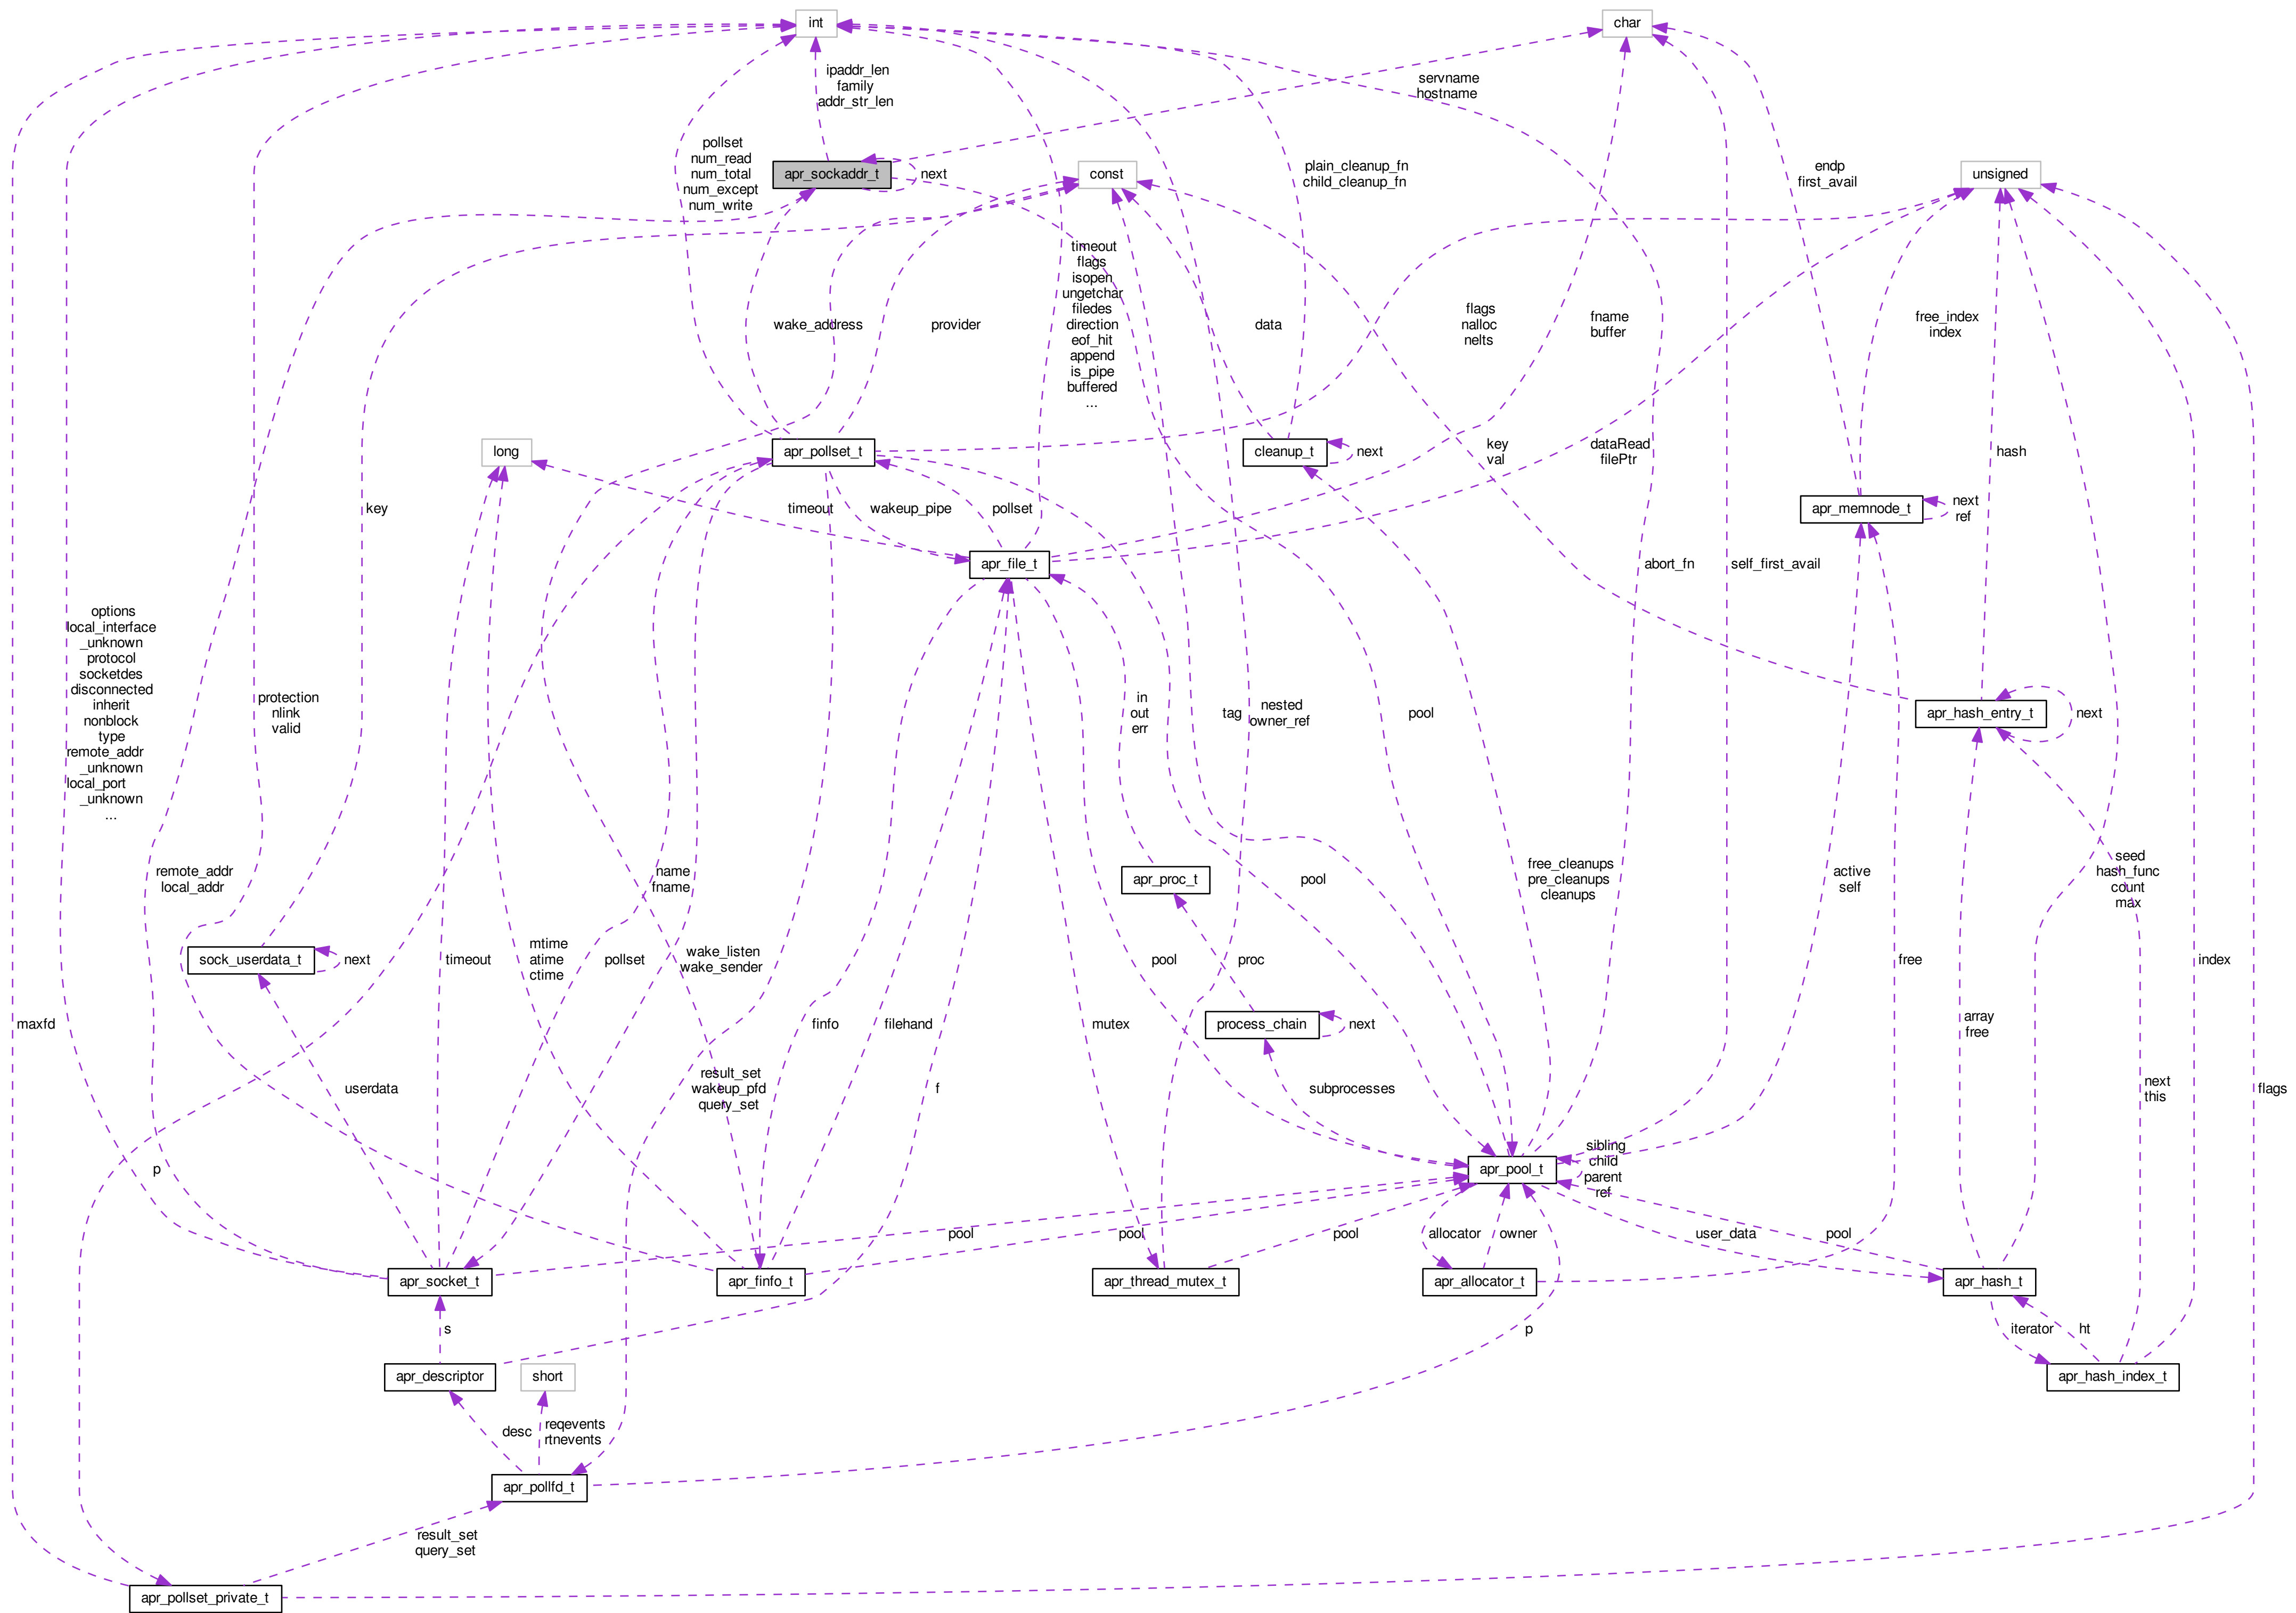 int
char
ipaddr_len
family
addr_str_len
servname
hostname
pollset
num_read
num_total
num_except
num_write
apr_sockaddr_t
next
const
plain_cleanup_fn
child_cleanup_fn
endp
first_avail
unsigned
timeout
flags
isopen
ungetchar
filedes
direction
eof_hit
append
is_pipe
buffered
...
wake_address
provider
data
flags
nalloc
nelts
fname
buffer
free_index
index
long
apr_pollset_t
cleanup_t
next
key
val
dataRead
filePtr
hash
key
timeout
wakeup_pipe
pollset
apr_memnode_t
next
ref
apr_file_t
abort_fn
self_first_avail
options
local_interface
_unknown
protocol
socketdes
disconnected
inherit
nonblock
type
remote_addr
_unknown
local_port
_unknown
...
protection
nlink
valid
in
out
err
tag
nested
owner_ref
pool
apr_hash_entry_t
next
remote_addr
local_addr
name
fname
apr_proc_t
pool
free_cleanups
pre_cleanups
cleanups
active
self
seed
hash_func
count
max
sock_userdata_t
next
timeout
mtime
atime
ctime
pollset
wake_listen
wake_sender
pool
proc
free
index
maxfd
finfo
filehand
mutex
process_chain
next
array
free
userdata
result_set
wakeup_pfd
query_set
f
subprocesses
next
this
flags
p
apr_pool_t
sibling
child
parent
ref
pool
pool
pool
allocator
owner
user_data
pool
apr_socket_t
apr_finfo_t
apr_thread_mutex_t
apr_allocator_t
apr_hash_t
s
p
iterator
ht
apr_descriptor
short
apr_hash_index_t
desc
reqevents
rtnevents
apr_pollfd_t
result_set
query_set
apr_pollset_private_t